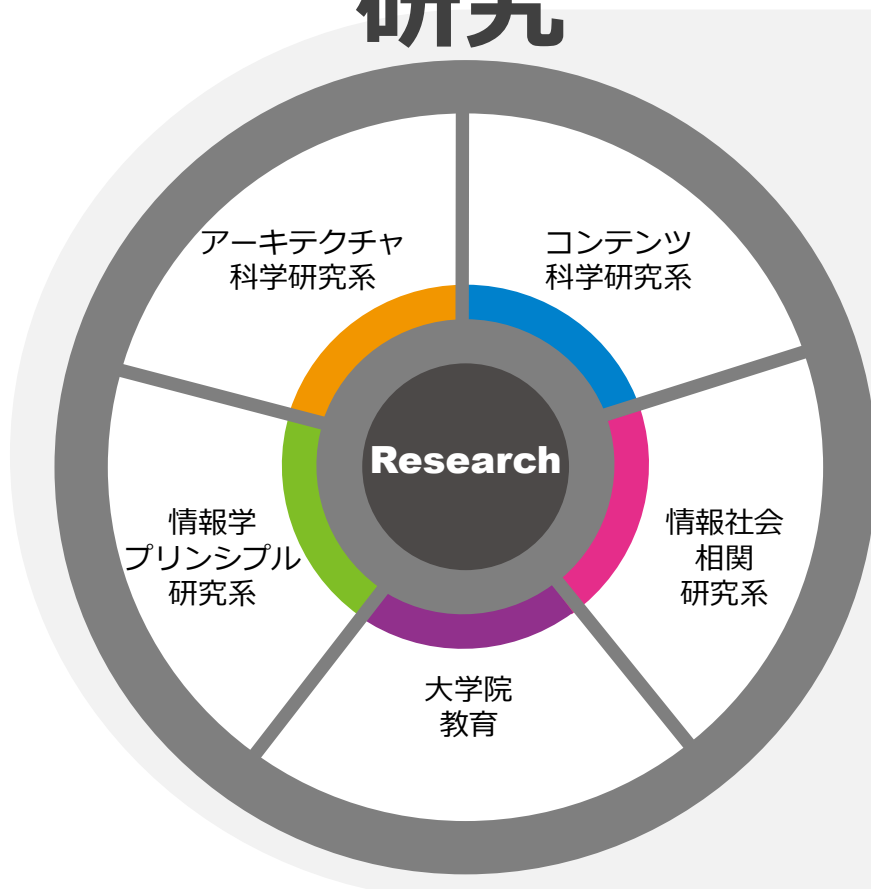 研究
アーキテクチャ
科学研究系
コンテンツ
科学研究系
Research
情報学
プリンシプル
研究系
情報社会
相関
研究系
大学院
教育